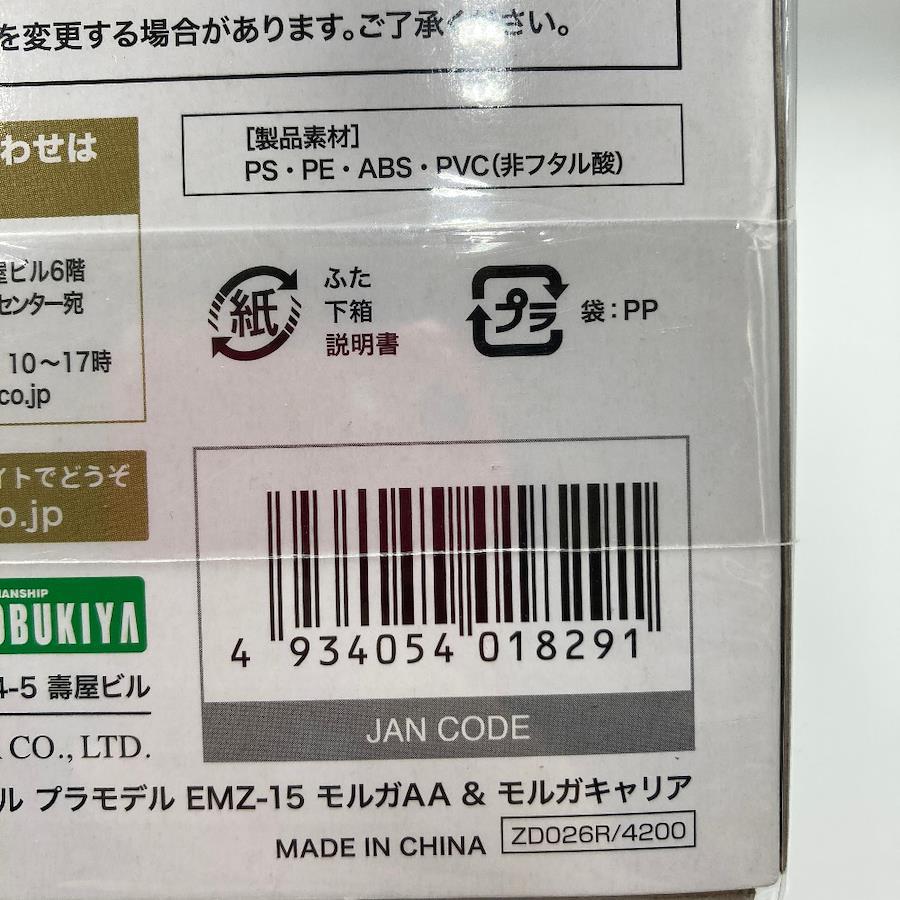 を変更する場合があります。ご了承ください。
[製品素材]
PS・PE・ABS・PVC(非フタル酸)
わせは
屋ビル6階
センター宛
10～17時
co.jp
紙
ふた
下箱
説明書
プラ
袋：PP
イトでどうぞ
o.jp
MANSHIP
OBUKIYA
4-5 壽屋ビル
CO., LTD.
4 934054 018291
JAN CODE
ル プラモデル EMZ-15 モルガAA & モルガキャリア
MADE IN CHINA
ZD026R/4200